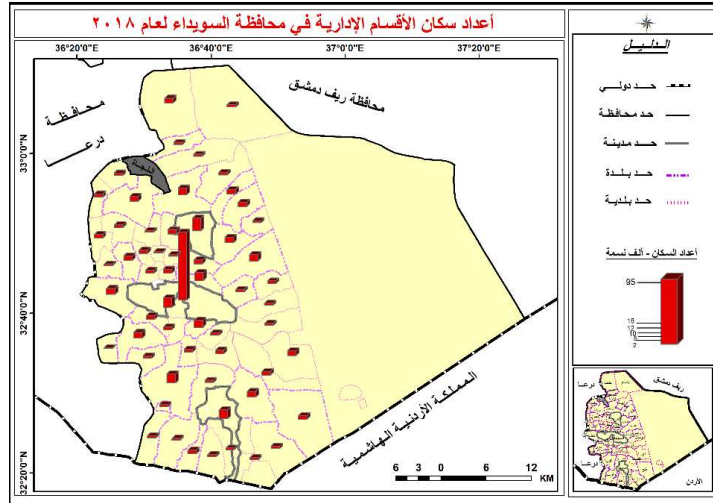 أعداد سكان الأقسام الإدارية في محافظة السويداء لعام ٢٠١٨
36°20'0"E 36°40'0"E 37°0'0"E 37°20'0"E
33°0'0"N
32°40'0"N
32°20'0"N
محافظة ريف دمشق
محافظة
درعا
اللجاة
المملكة الأردنية الهاشمية
6 3 0 6 12
KM
الدليل
حد دولي
حد محافظة
حد مدينة
حد بلدة
حد بلدية
أعداد السكان - ألف نسمة
95
18
12
2
ريف دمشق
درعا
درعا
الأردن